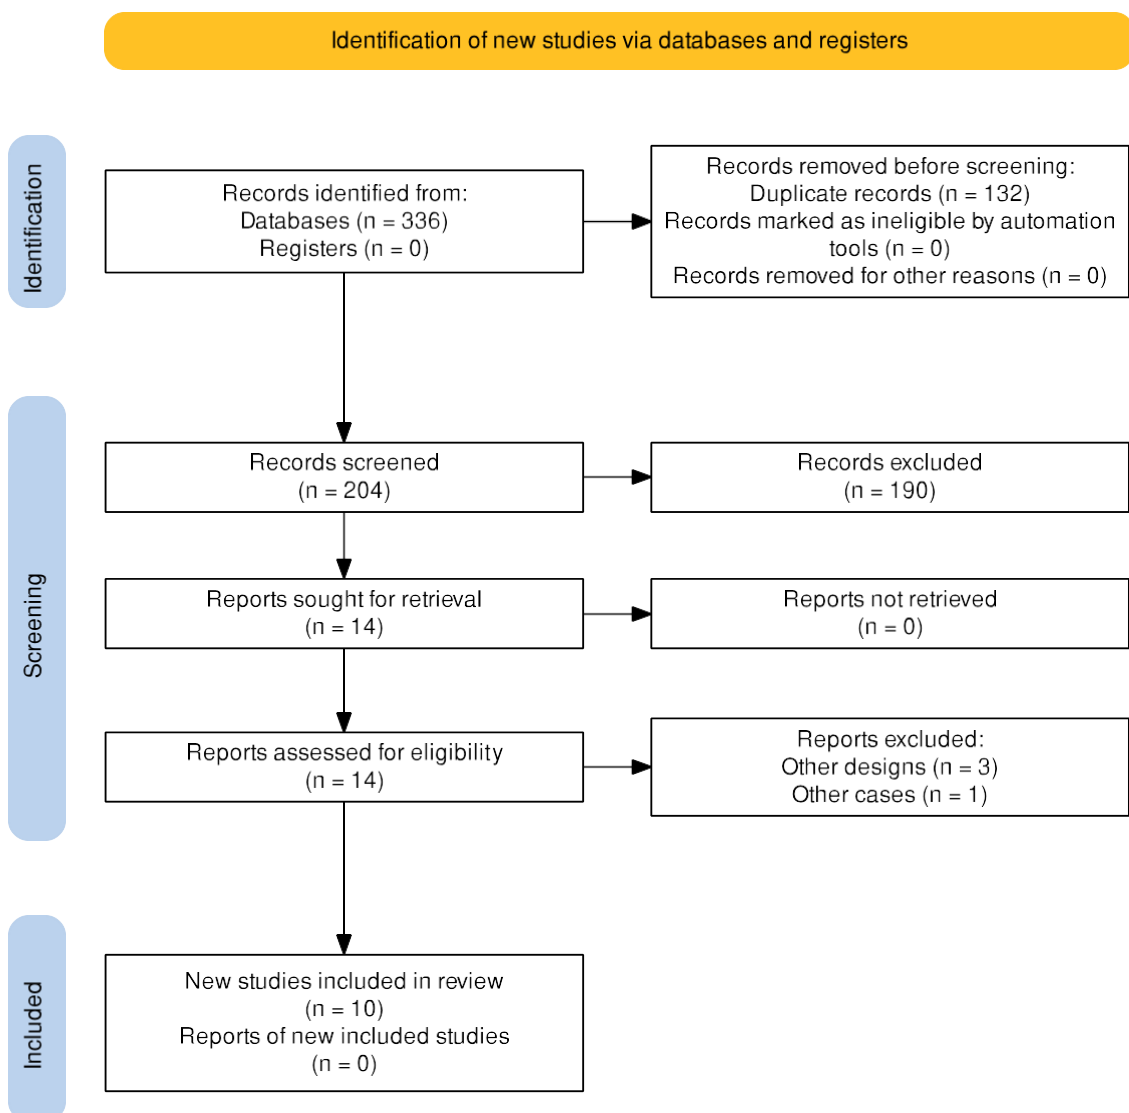 Identification of new studies via databases and registers
Identification
Records identified from:
Databases (n = 336)
Registers (n = 0)
Records removed before screening:
Duplicate records (n = 132)
Records marked as ineligible by automation
tools (n = 0)
Records removed for other reasons (n = 0)
Screening
Records screened
(n = 204)
Records excluded
(n = 190)
Reports sought for retrieval
(n = 14)
Reports not retrieved
(n = 0)
Reports assessed for eligibility
(n = 14)
Reports excluded:
Other designs (n = 3)
Other cases (n = 1)
Included
New studies included in review
(n = 10)
Reports of new included studies
(n = 0)